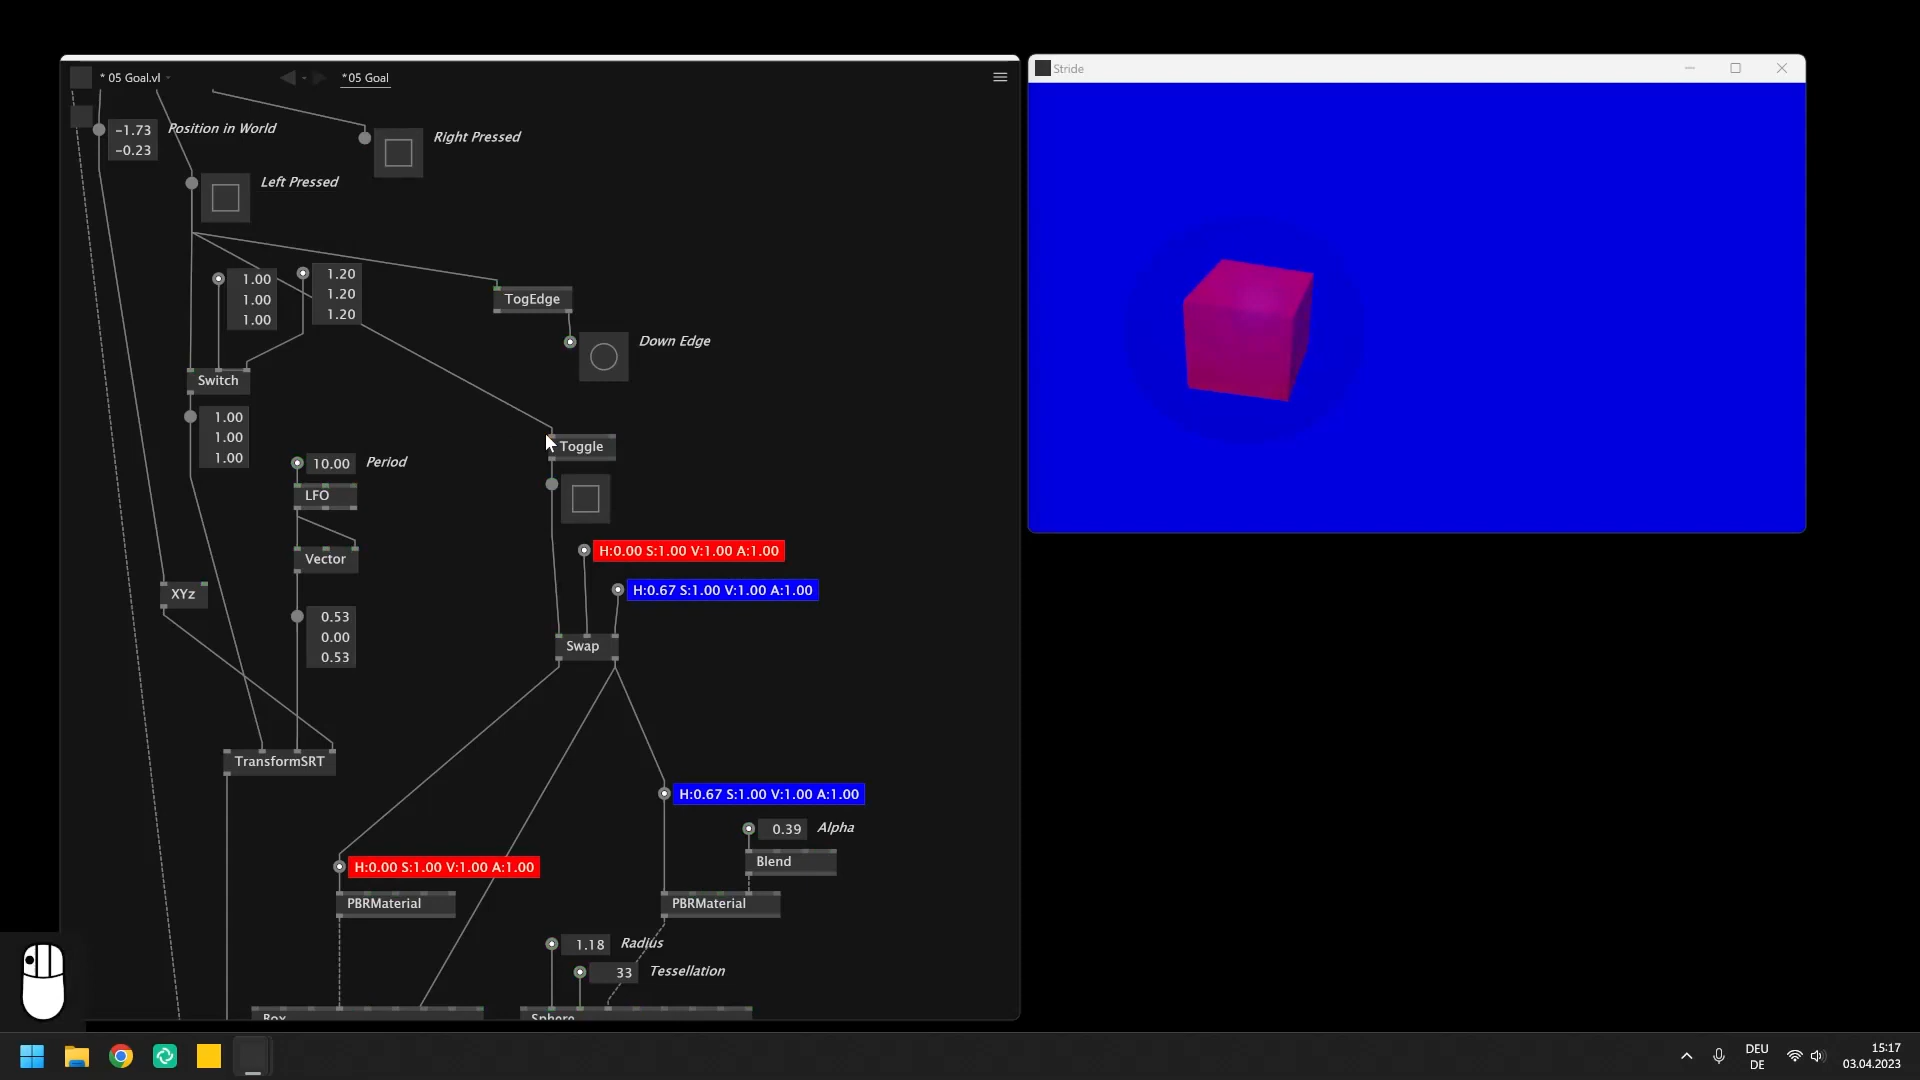 * 05 Goal.vl
*05 Goal
Stride
-1.73
-0.23
Position in World
Right Pressed
Left Pressed
1.00
1.00
1.00
1.20
1.20
1.20
TogEdge
Down Edge
Switch
1.00
1.00
1.00
Toggle
10.00
Period
LFO
Vector
H:0.00 S:1.00 V:1.00 A:1.00
H:0.67 S:1.00 V:1.00 A:1.00
XYz
0.53
0.00
0.53
Swap
TransformSRT
H:0.67 S:1.00 V:1.00 A:1.00
0.39
Alpha
Blend
H:0.00 S:1.00 V:1.00 A:1.00
PBRMaterial
PBRMaterial
1.18
Radius
33
Tessellation
Box
Sphere
DEU
DE
15:17
03.04.2023